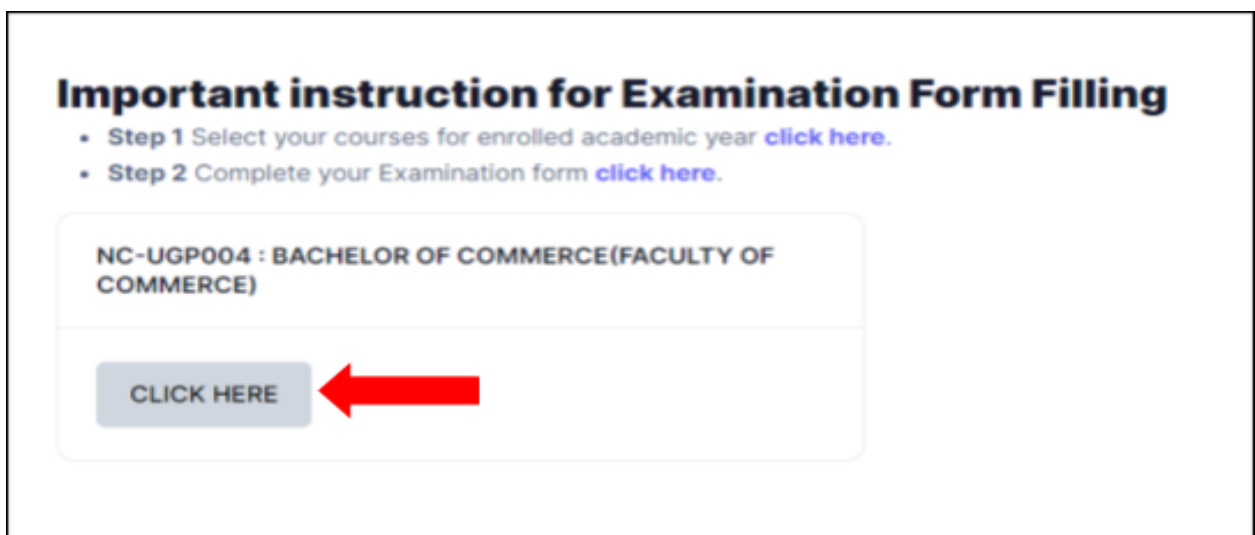 Important instruction for Examination Form Filling
• Step 1 Select your courses for enrolled academic year click here.
• Step 2 Complete your Examination form click here.
NC-UGP004 : BACHELOR OF COMMERCE(FACULTY OF
COMMERCE)
CLICK HERE